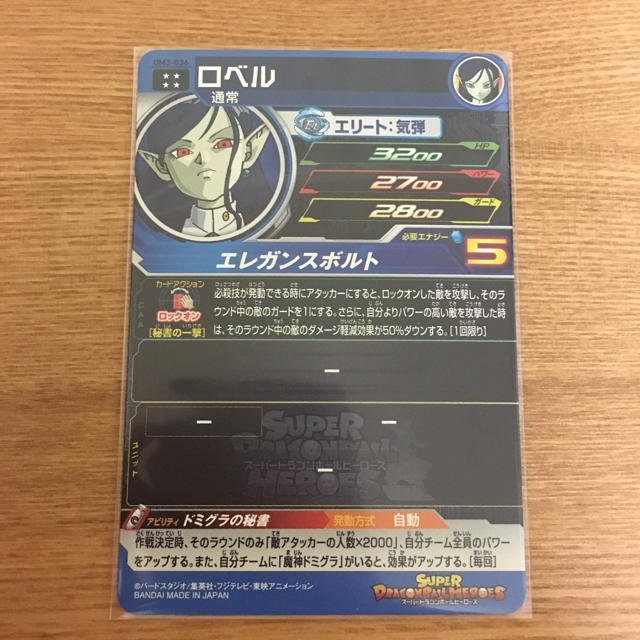 UM3-036
★★★★
ロベル
通常
エリート:気弾
HP
3200
パワー
2700
ガード
2800
必要エナジー 5
エレガンスボルト
カードアクション
ロックオン
[秘書の一撃]
CAA
必殺技が発動できる時にアタッカーにすると、ロックオンした敵を攻撃し、そのラ
ウンド中の敵のガードを1にする。さらに、自分よりパワーの高い敵を攻撃した時
は、そのラウンド中の敵のダメージ軽減効果が50%ダウンする。[1回限り]
ー
ユニット
ー ー
ー
SUPER
DRAGONBALL
スーパードラゴンボールヒーローズ
HEROES
アビリティ ドミグラの秘書 発動方式 自動
作戦決定時、そのラウンドのみ「敵アタッカーの人数×2000」、自分チーム全員のパワー
をアップする。また、自分チームに「魔神ドミグラ」がいると、効果がアップする。[毎回]
©バードスタジオ/集英社・フジテレビ・東映アニメーション
BANDAI MADE IN JAPAN
SUPER
DRAGONBALL HEROES
スーパードラゴンボールヒーローズ